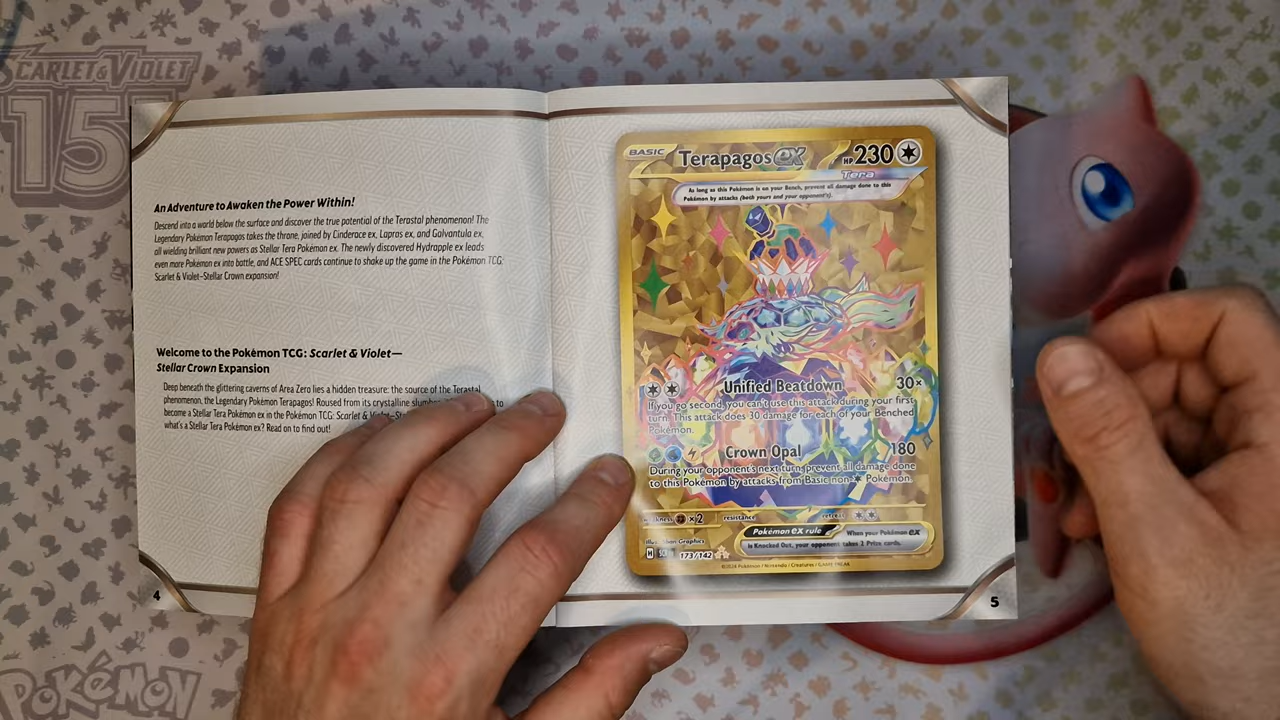 SCARLET & VIOLET
151
An Adventure to Awaken the Power Within!
Descend into a world below the surface and discover the true potential of the Terastal phenomenon! The
Legendary Pokémon Terapagos takes the throne, joined by Cinderace ex, Lapras ex, and Galvantula ex,
all wielding brilliant new powers as Stellar Tera Pokémon ex. The newly discovered Hydrapple ex leads
even more Pokémon ex into battle, and ACE SPEC cards continue to shake up the game in the Pokémon TCG:
Scarlet & Violet–Stellar Crown expansion!
Welcome to the Pokémon TCG: Scarlet & Violet—
Stellar Crown Expansion
Deep beneath the glittering caverns of Area Zero lies a hidden treasure: the source of the Terastal
phenomenon, the Legendary Pokémon Terapagos! Roused from its crystalline to
become a Stellar Tera Pokémon ex in the Pokémon TCG: Scarlet &
what's a Stellar Tera Pokémon ex? Read on to find out!
4
BASIC Terapagos ex HP 230
Tera
As long as this Pokémon is on your Bench, prevent all damage done to this
Pokémon by attacks (both yours and your opponent's).
Unified Beatdown 30×
If you go second, you can't use this attack during your first
turn. This attack does 30 damage for each of your Benched
Pokémon.
Crown Opal 180
During your opponent's next turn, prevent all damage done
to this Pokémon by attacks from Basic non- Pokémon.
weakness ×2 resistance retreat
Pokémon ex rule When your Pokémon ex
is Knocked Out, your opponent takes 2 Prize cards.
H 173/142
©2024 Pokémon / Nintendo / Creatures / GAME FREAK
5
POKÉMON